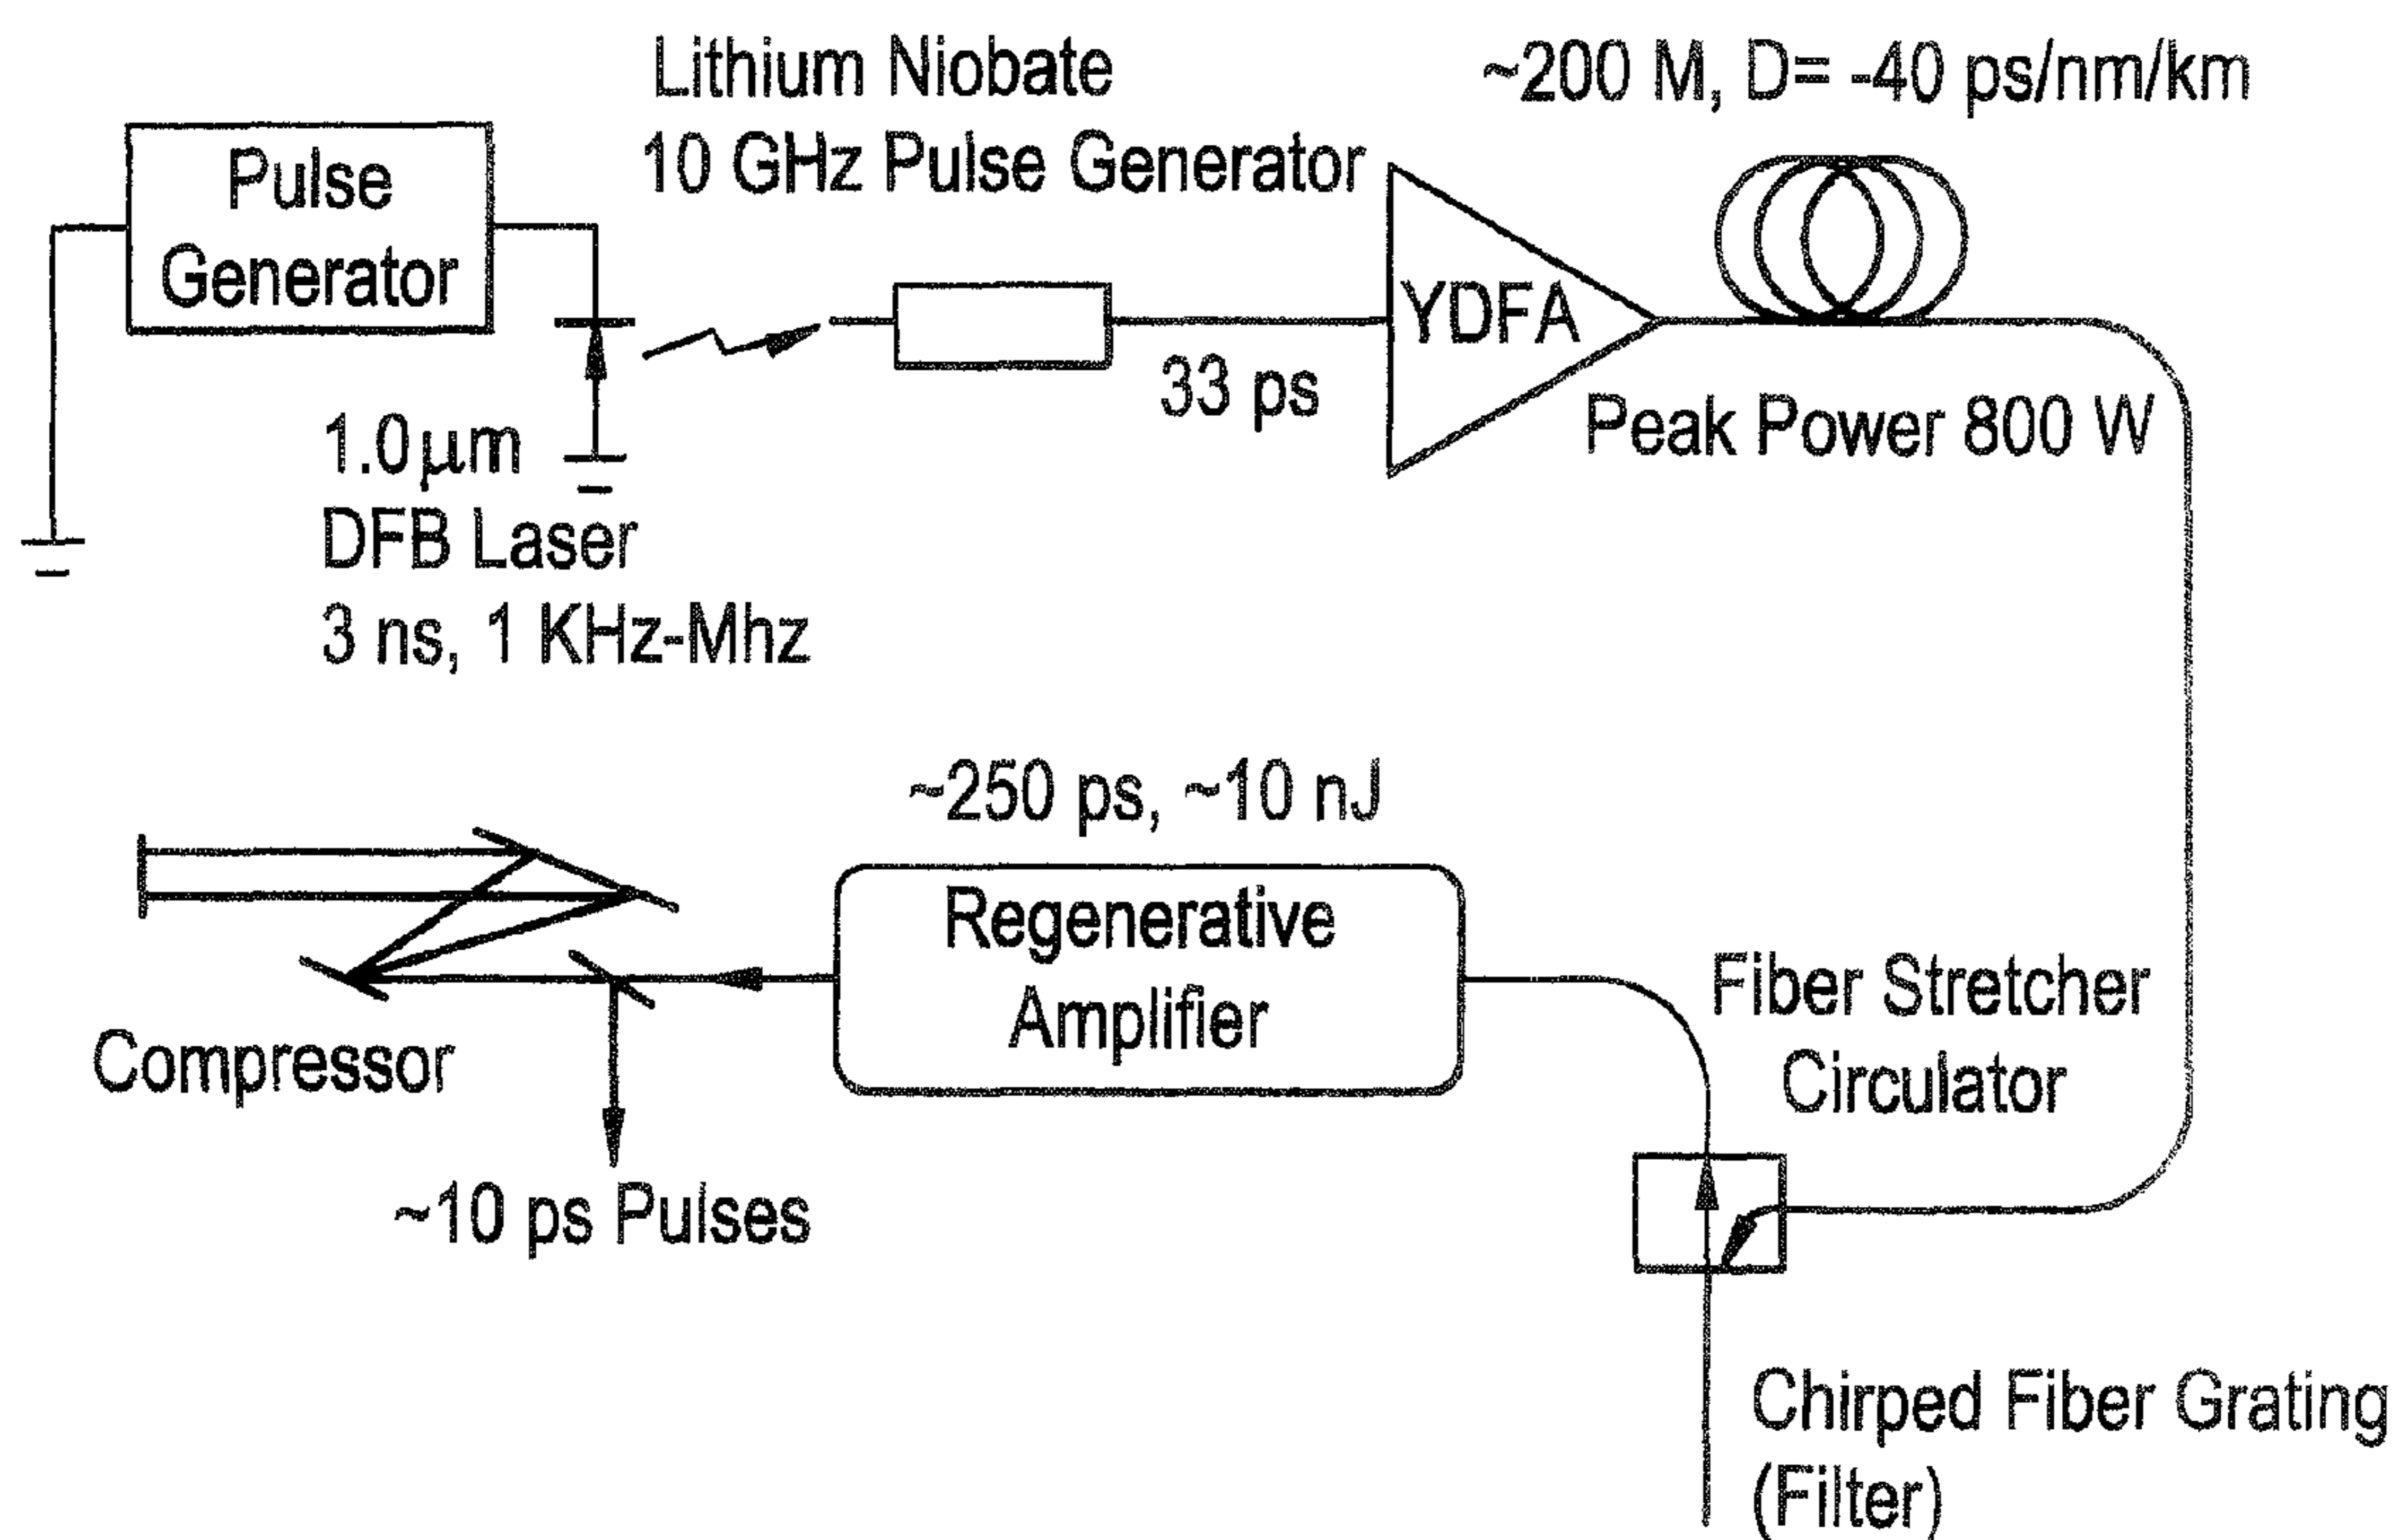 Lithium Niobate
10 GHz Pulse Generator
~200 M, D= -40 ps/nm/km
Pulse
Generator
YDFA
33 ps
Peak Power 800 W
1.0μm
DFB Laser
3 ns, 1 KHz-Mhz
~250 ps, ~10 nJ
Regenerative
Amplifier
Fiber Stretcher
Circulator
Compressor
~10 ps Pulses
Chirped Fiber Grating
(Filter)